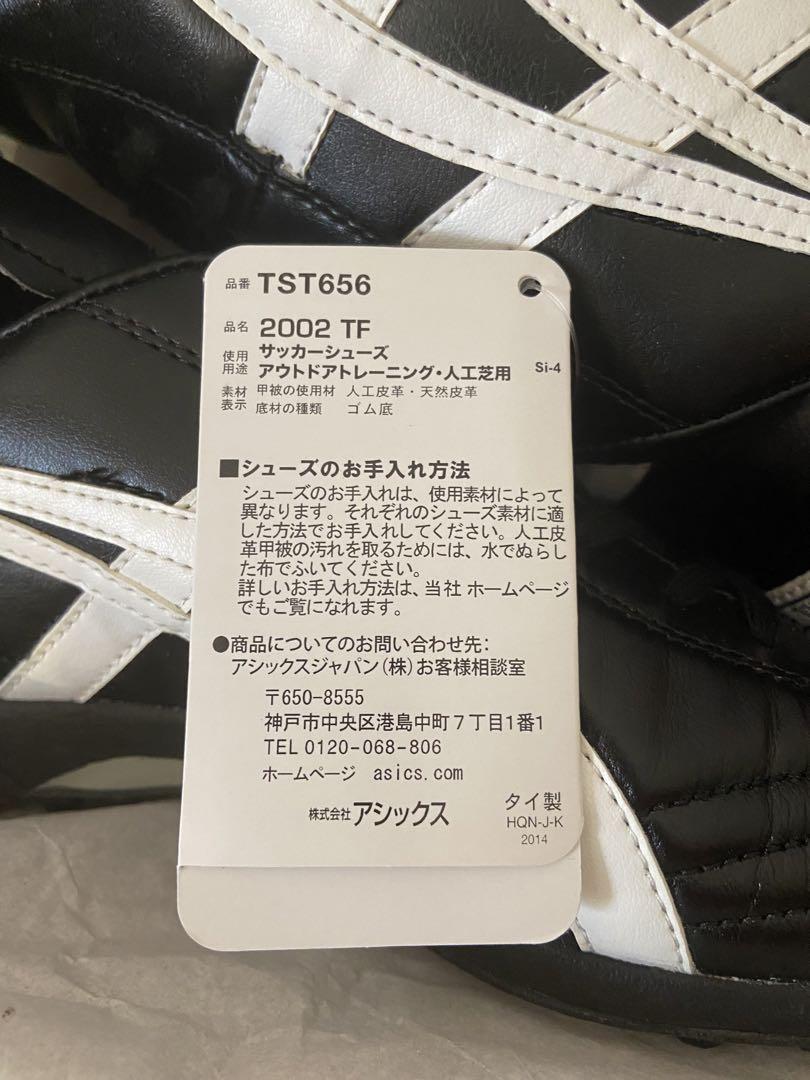 品番 TST656
品名 2002 TF
使用用途 サッカーシューズ
アウトドアトレーニング・人工芝用 Si-4
素材表示 甲被の使用材 人工皮革・天然皮革
底材の種類 ゴム底
■シューズのお手入れ方法
シューズのお手入れは、使用素材によって
異なります。それぞれのシューズ素材に適
した方法でお手入れしてください。人工皮
革甲被の汚れを取るためには、水でぬらし
た布でふいてください。
詳しいお手入れ方法は、当社 ホームページ
でもご覧になれます。
●商品についてのお問い合わせ先:
アシックスジャパン(株)お客様相談室
〒650-8555
神戸市中央区港島中町7丁目1番1
TEL 0120-068-806
ホームページ asics.com
株式会社アシックス
タイ製
HQN-J-K
2014